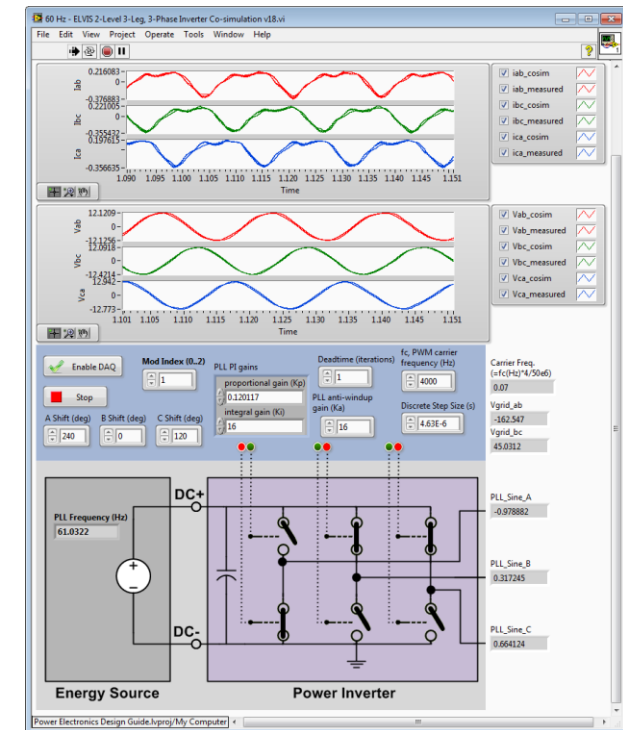 60 Hz - ELVIS 2-Level 3-Leg, 3-Phase Inverter Co-simulation v18.vi
File Edit View Project Operate Tools Window Help
0.216083
Iab
0
-0.376883
0.221005
Ibc
0
-0.255432
0.197615
Ica
0
-0.356635
1.090 1.095 1.100 1.105 1.110 1.115 1.120 1.125 1.130 1.135 1.140 1.145 1.151
Time
iab_cosim
iab_measured
ibc_cosim
ibc_measured
ica_cosim
ica_measured
12.1209
Vab
0
-12.1256
12.0918
Vbc
0
-12.4214
12.942
Vca
0
-12.773
1.101 1.105 1.110 1.115 1.120 1.125 1.130 1.135 1.140 1.145 1.151
Time
Vab_cosim
Vab_measured
Vbc_cosim
Vbc_measured
Vca_cosim
Vca_measured
Enable DAQ
Stop
Mod Index (0..2)
1
A Shift (deg) B Shift (deg) C Shift (deg)
240 0 120
PLL PI gains
proportional gain (Kp)
0.120117
integral gain (Ki)
16
Deadtime (iterations)
1
PLL anti-windup
gain (Ka)
16
fc, PWM carrier
frequency (Hz)
4000
Discrete Step Size (s)
4.63E-6
Carrier Freq.
(=fc(Hz)*4/50e6)
0.07
Vgrid_ab
-162.547
Vgrid_bc
45.0312
PLL Frequency (Hz)
61.0322
DC+
DC-
PLL_Sine_A
-0.978882
PLL_Sine_B
0.317245
PLL_Sine_C
0.664124
Energy Source
Power Inverter
Power Electronics Design Guide.lvproj/My Computer